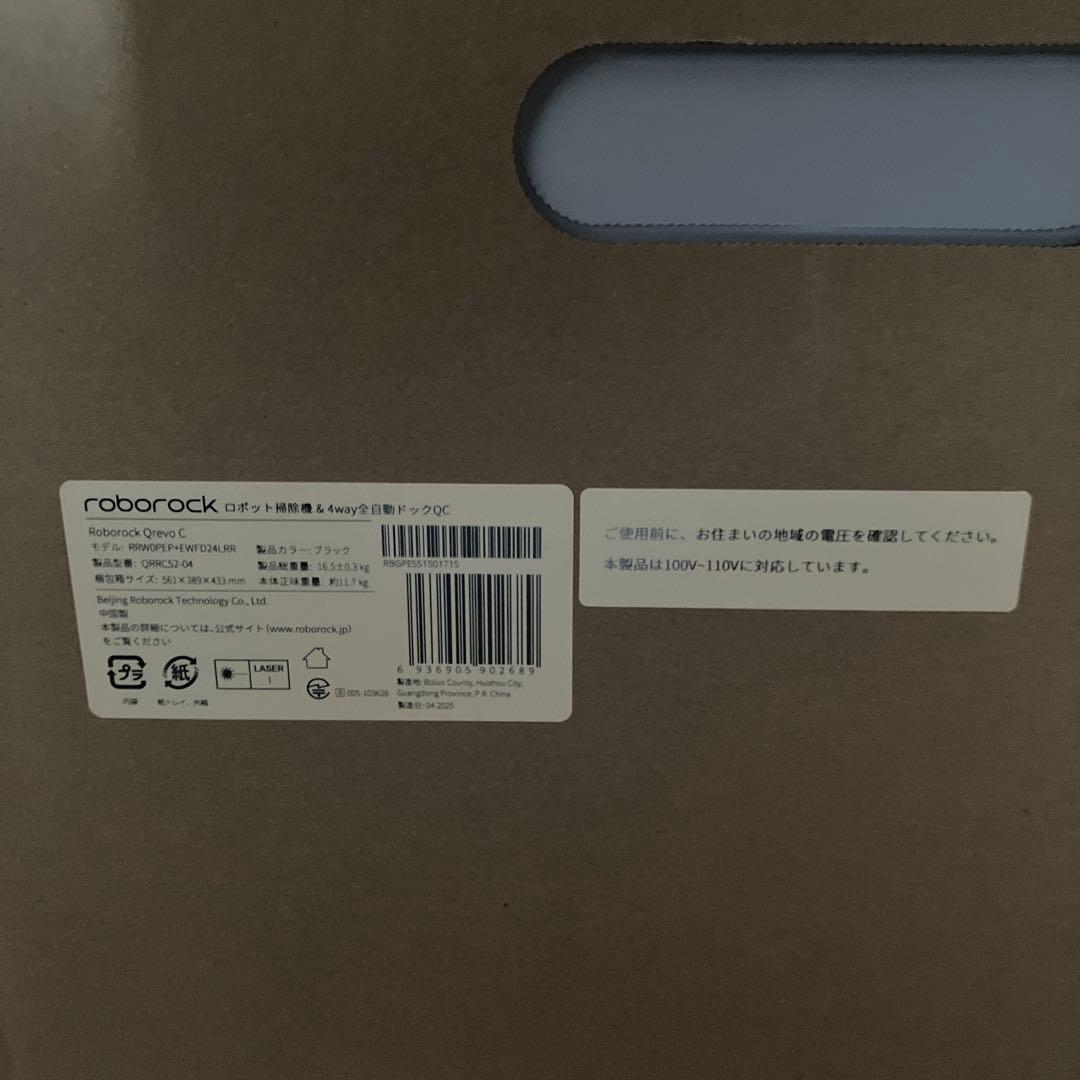 roborock ロボット掃除機 & 4way全自動ドックQC
Roborock Qrevo C
モデル: RRW0PEP+EWFD24LRR
製品カラー: ブラック
製品型番: QRRC52-04
製品総重量: 16.5±0.3 kg
梱包箱サイズ: 561×389×433 mm
本体正味重量: 約11.7 kg
RBGPES51501715
Beijing Roborock Technology Co., Ltd.
中国製
本製品の詳細については、公式サイト(www.roborock.jp)
をご覧ください
プラ
内袋
紙
紙トレイ、外箱
LASER
1
005-103626
6 936905 902689
製造地: Boluo County, Huizhou City,
Guangdong Province, P.R. China
製造日: 04.2025
ご使用前に、お住まいの地域の電圧を確認してください。
本製品は100V~110Vに対応しています。